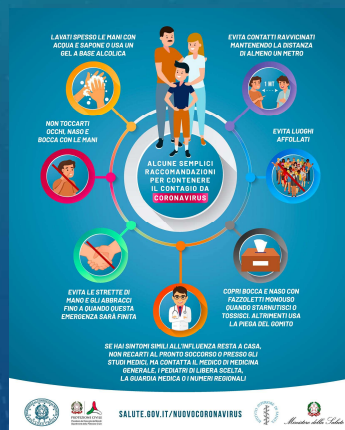 LAVATI SPESSO LE MANI CON
ACQUA E SAPONE O USA UN
GEL A BASE ALCOLICA
EVITA CONTATTI RAVVICINATI
MANTENENDO LA DISTANZA
DI ALMENO UN METRO
1 MT
NON TOCCARTI
OCCHI, NASO E
BOCCA CON LE MANI
EVITA LUOGHI
AFFOLLATI
ALCUNE SEMPLICI
RACCOMANDAZIONI
PER CONTENERE
IL CONTAGIO DA
CORONAVIRUS
EVITA LE STRETTE DI
MANO E GLI ABBRACCI
FINO A QUANDO QUESTA
EMERGENZA SARÀ FINITA
COPRI BOCCA E NASO CON
FAZZOLETTI MONOUSO
QUANDO STARNUTISCI O
TOSSISCI. ALTRIMENTI USA
LA PIEGA DEL GOMITO
SE HAI SINTOMI SIMILI ALL'INFLUENZA RESTA A CASA,
NON RECARTI AL PRONTO SOCCORSO O PRESSO GLI
STUDI MEDICI, MA CONTATTA IL MEDICO DI MEDICINA
GENERALE, I PEDIATRI DI LIBERA SCELTA,
LA GUARDIA MEDICA O I NUMERI REGIONALI
PROTEZIONE CIVILE
SALUTE.GOV.IT/NUOVOCORONAVIRUS
Ministero della Salute